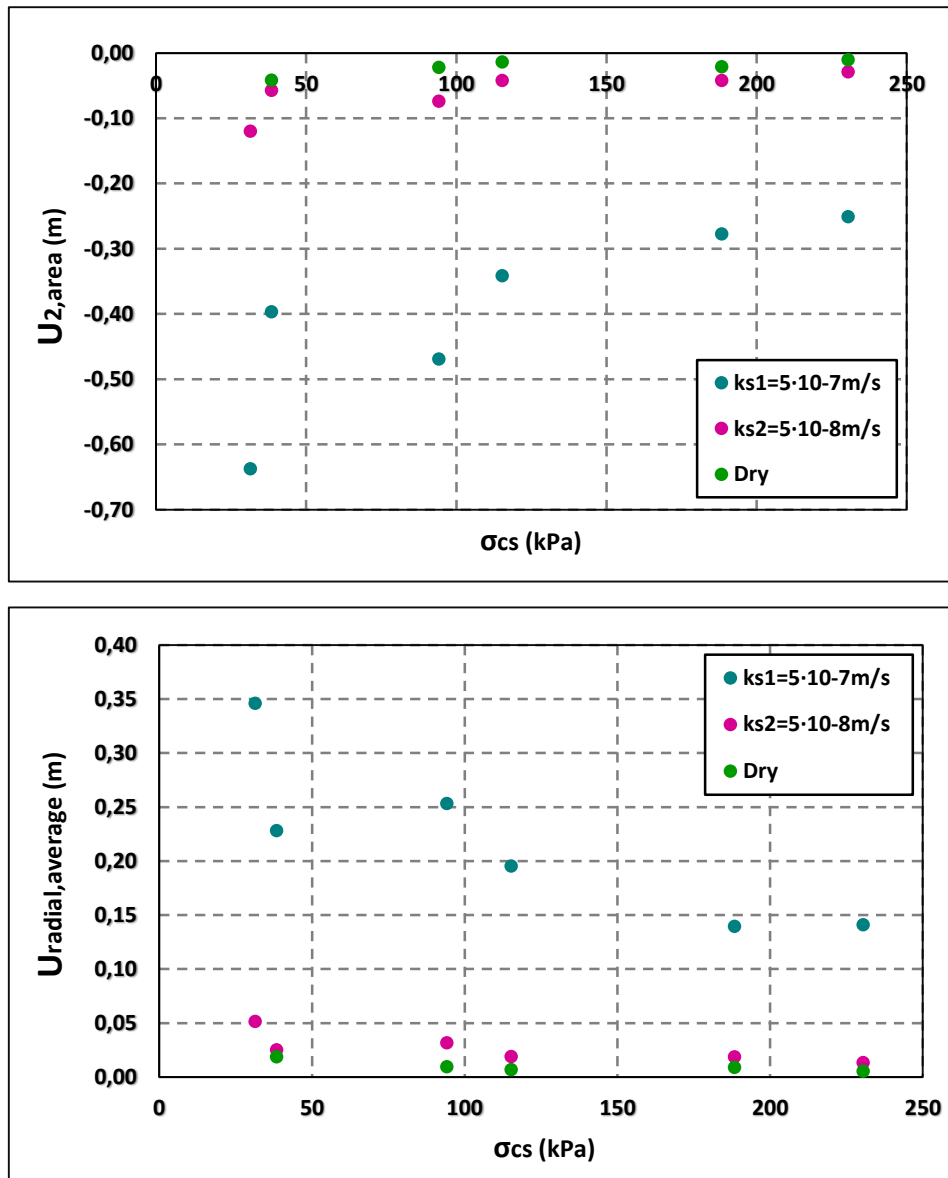 0,00
0 50 100 150 200 250
-0,10
-0,20
-0,30
-0,40
-0,50
-0,60
-0,70
U2,area (m)
σcs (kPa)
ks1=5·10-7m/s
ks2=5·10-8m/s
Dry
0,40
0,35
0,30
0,25
0,20
0,15
0,10
0,05
0,00
Uradial,average (m)
0 50 100 150 200 250
σcs (kPa)
ks1=5·10-7m/s
ks2=5·10-8m/s
Dry